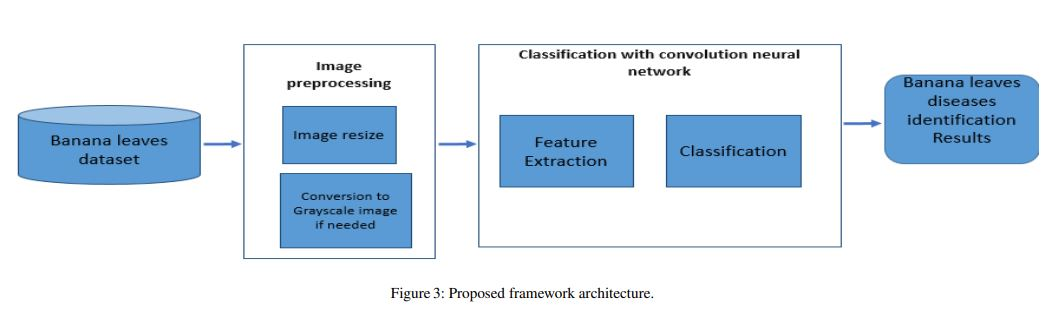 Banana leaves
dataset
Image
preprocessing
Image resize
Conversion to
Grayscale image
if needed
Classification with convolution neural
network
Feature
Extraction
Classification
Banana leaves
diseases
identification
Results
Figure 3: Proposed framework architecture.